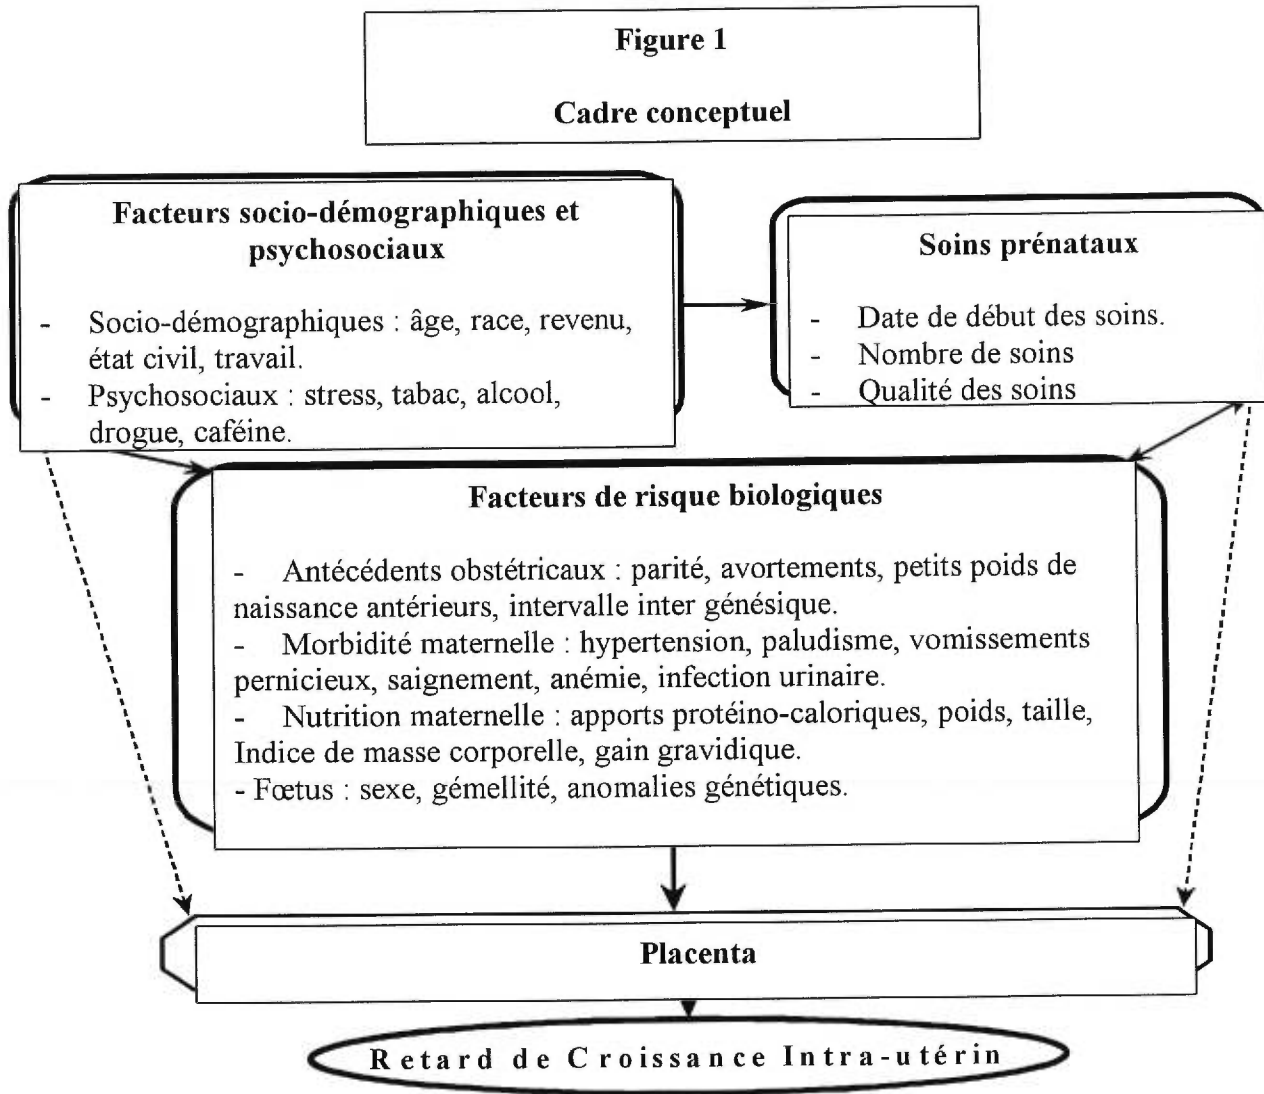 Figure 1
Cadre conceptuel
Facteurs socio-démographiques et
psychosociaux
- Socio-démographiques : âge, race, revenu,
état civil, travail.
- Psychosociaux : stress, tabac, alcool,
drogue, caféine.
Soins prénataux
- Date de début des soins.
- Nombre de soins
- Qualité des soins
Facteurs de risque biologiques
- Antécédents obstétricaux : parité, avortements, petits poids de
naissance antérieurs, intervalle inter génésique.
- Morbidité maternelle : hypertension, paludisme, vomissements
pernicieux, saignement, anémie, infection urinaire.
- Nutrition maternelle : apports protéino-caloriques, poids, taille,
Indice de masse corporelle, gain gravidique.
- Fœtus : sexe, gémellité, anomalies génétiques.
Placenta
Retard de Croissance Intra-utérin